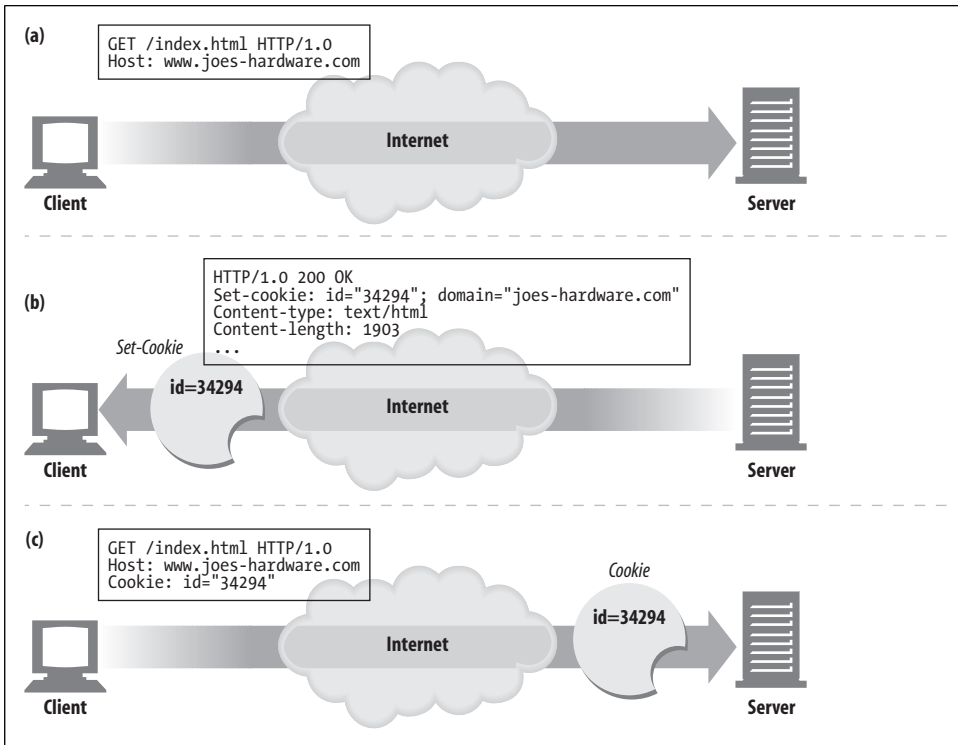 (a)
GET /index.html HTTP/1.0
Host: www.joes-hardware.com
Internet
Client
Server
(b)
HTTP/1.0 200 OK
Set-cookie: id="34294"; domain="joes-hardware.com"
Content-type: text/html
Content-length: 1903
...
Set-Cookie
id=34294
Internet
Client
Server
(c)
GET /index.html HTTP/1.0
Host: www.joes-hardware.com
Cookie: id="34294"
Cookie
id=34294
Internet
Client
Server